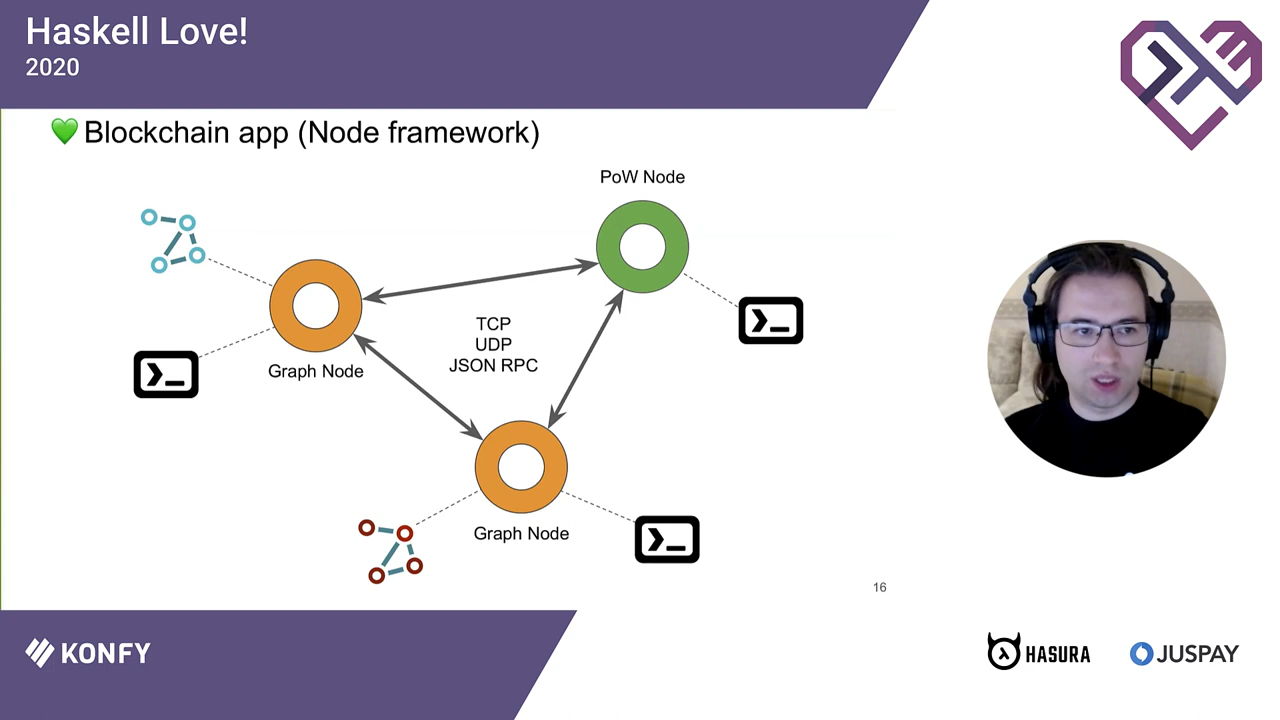 Haskell Love!
2020
Blockchain app (Node framework)
PoW Node
TCP
UDP
JSON RPC
Graph Node
Graph Node
16
KONFY
HASURA
JUSPAY